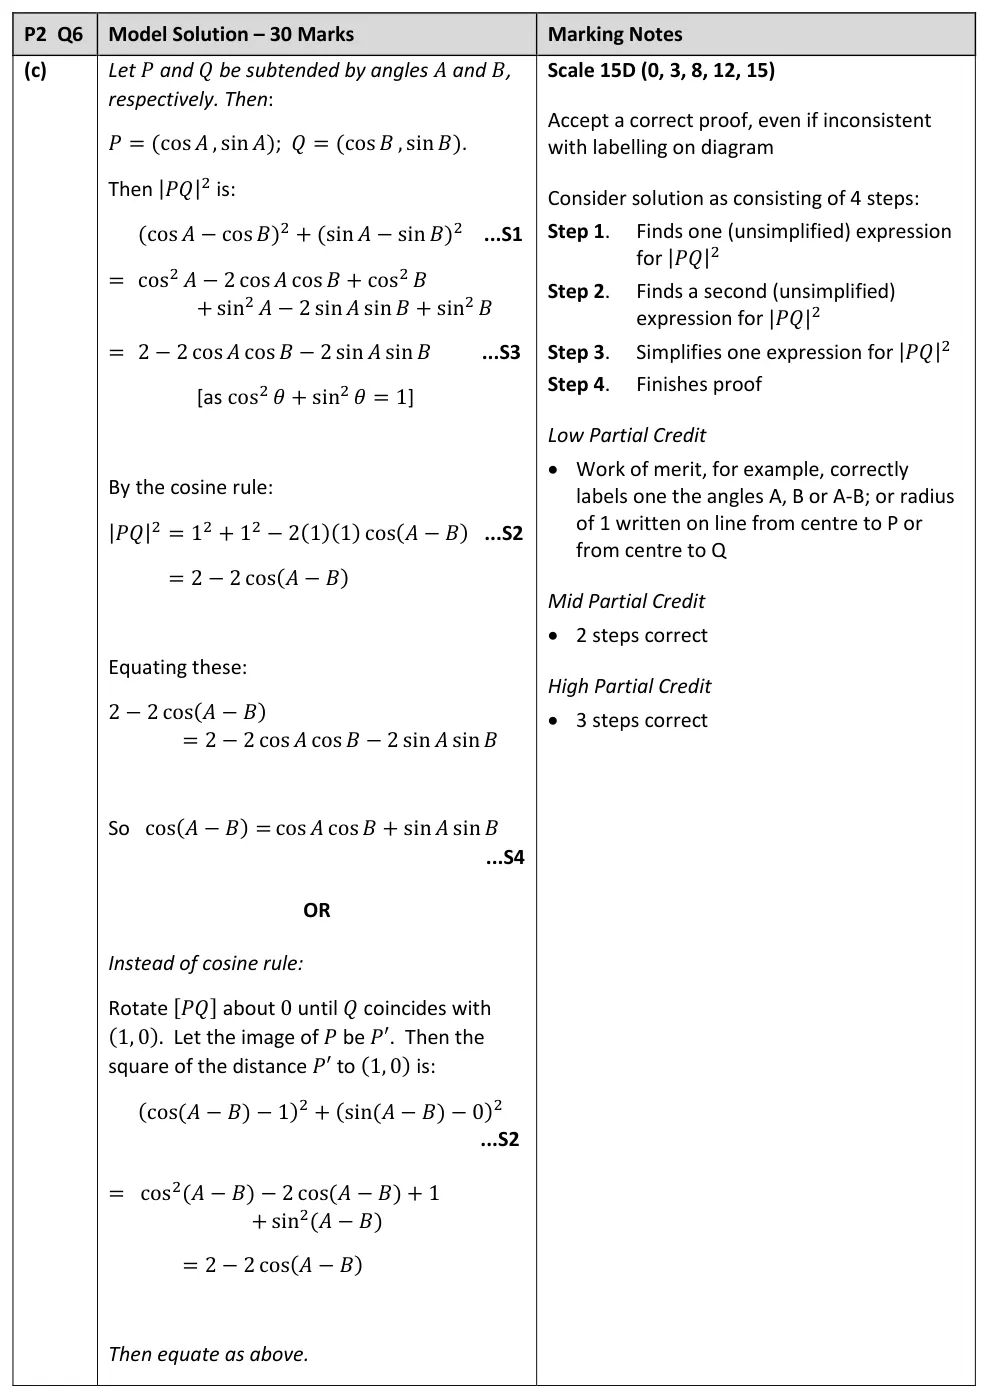 P2 Q6
Model Solution – 30 Marks
Marking Notes
(c)
Let P and Q be subtended by angles A and B,
respectively. Then:
P = (cos A , sin A); Q = (cos B , sin B).
Then |PQ|² is:
(cos A − cos B)² + (sin A − sin B)² ...S1
= cos² A − 2 cos A cos B + cos² B
+ sin² A − 2 sin A sin B + sin² B
= 2 − 2 cos A cos B − 2 sin A sin B ...S3
[as cos² θ + sin² θ = 1]
By the cosine rule:
|PQ|² = 1² + 1² − 2(1)(1) cos(A − B) ...S2
= 2 − 2 cos(A − B)
Equating these:
2 − 2 cos(A − B)
= 2 − 2 cos A cos B − 2 sin A sin B
So cos(A − B) = cos A cos B + sin A sin B
...S4
OR
Instead of cosine rule:
Rotate [PQ] about 0 until Q coincides with
(1, 0). Let the image of P be P′. Then the
square of the distance P′ to (1, 0) is:
(cos(A − B) − 1)² + (sin(A − B) − 0)²
...S2
= cos²(A − B) − 2 cos(A − B) + 1
+ sin²(A − B)
= 2 − 2 cos(A − B)
Then equate as above.
Scale 15D (0, 3, 8, 12, 15)
Accept a correct proof, even if inconsistent
with labelling on diagram
Consider solution as consisting of 4 steps:
Step 1. Finds one (unsimplified) expression
for |PQ|²
Step 2. Finds a second (unsimplified)
expression for |PQ|²
Step 3. Simplifies one expression for |PQ|²
Step 4. Finishes proof
Low Partial Credit
• Work of merit, for example, correctly
labels one the angles A, B or A-B; or radius
of 1 written on line from centre to P or
from centre to Q
Mid Partial Credit
• 2 steps correct
High Partial Credit
• 3 steps correct